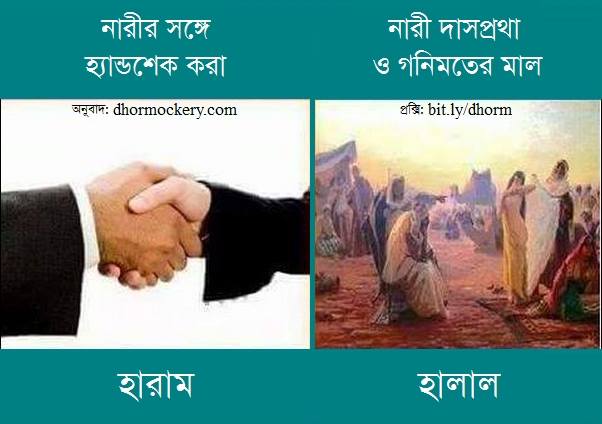 নারীর সঙ্গে
হ্যান্ডশেক করা
নারী দাসপ্রথা
ও গনিমতের মাল
অনুবাদ: dhormockery.com
প্রক্সি: bit.ly/dhorm
হারাম
হালাল